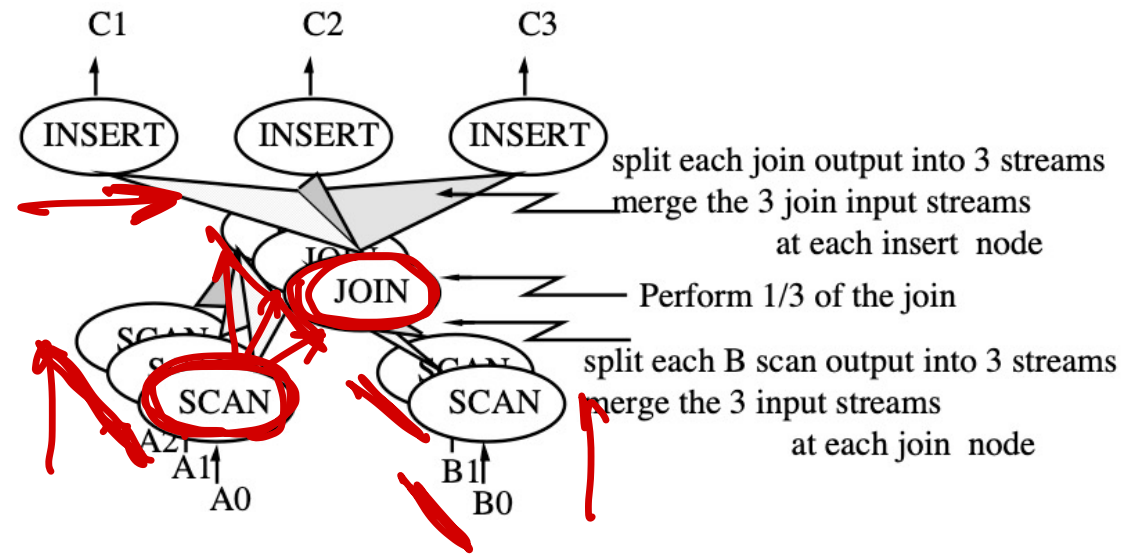 C1 C2 C3
INSERT INSERT INSERT
split each join output into 3 streams
merge the 3 join input streams
at each insert node
JOIN
JOIN
Perform 1/3 of the join
SCAN
split each B scan output into 3 streams
SCAN SCAN
merge the 3 input streams
at each join node
A2
A1 B1
A0 B0